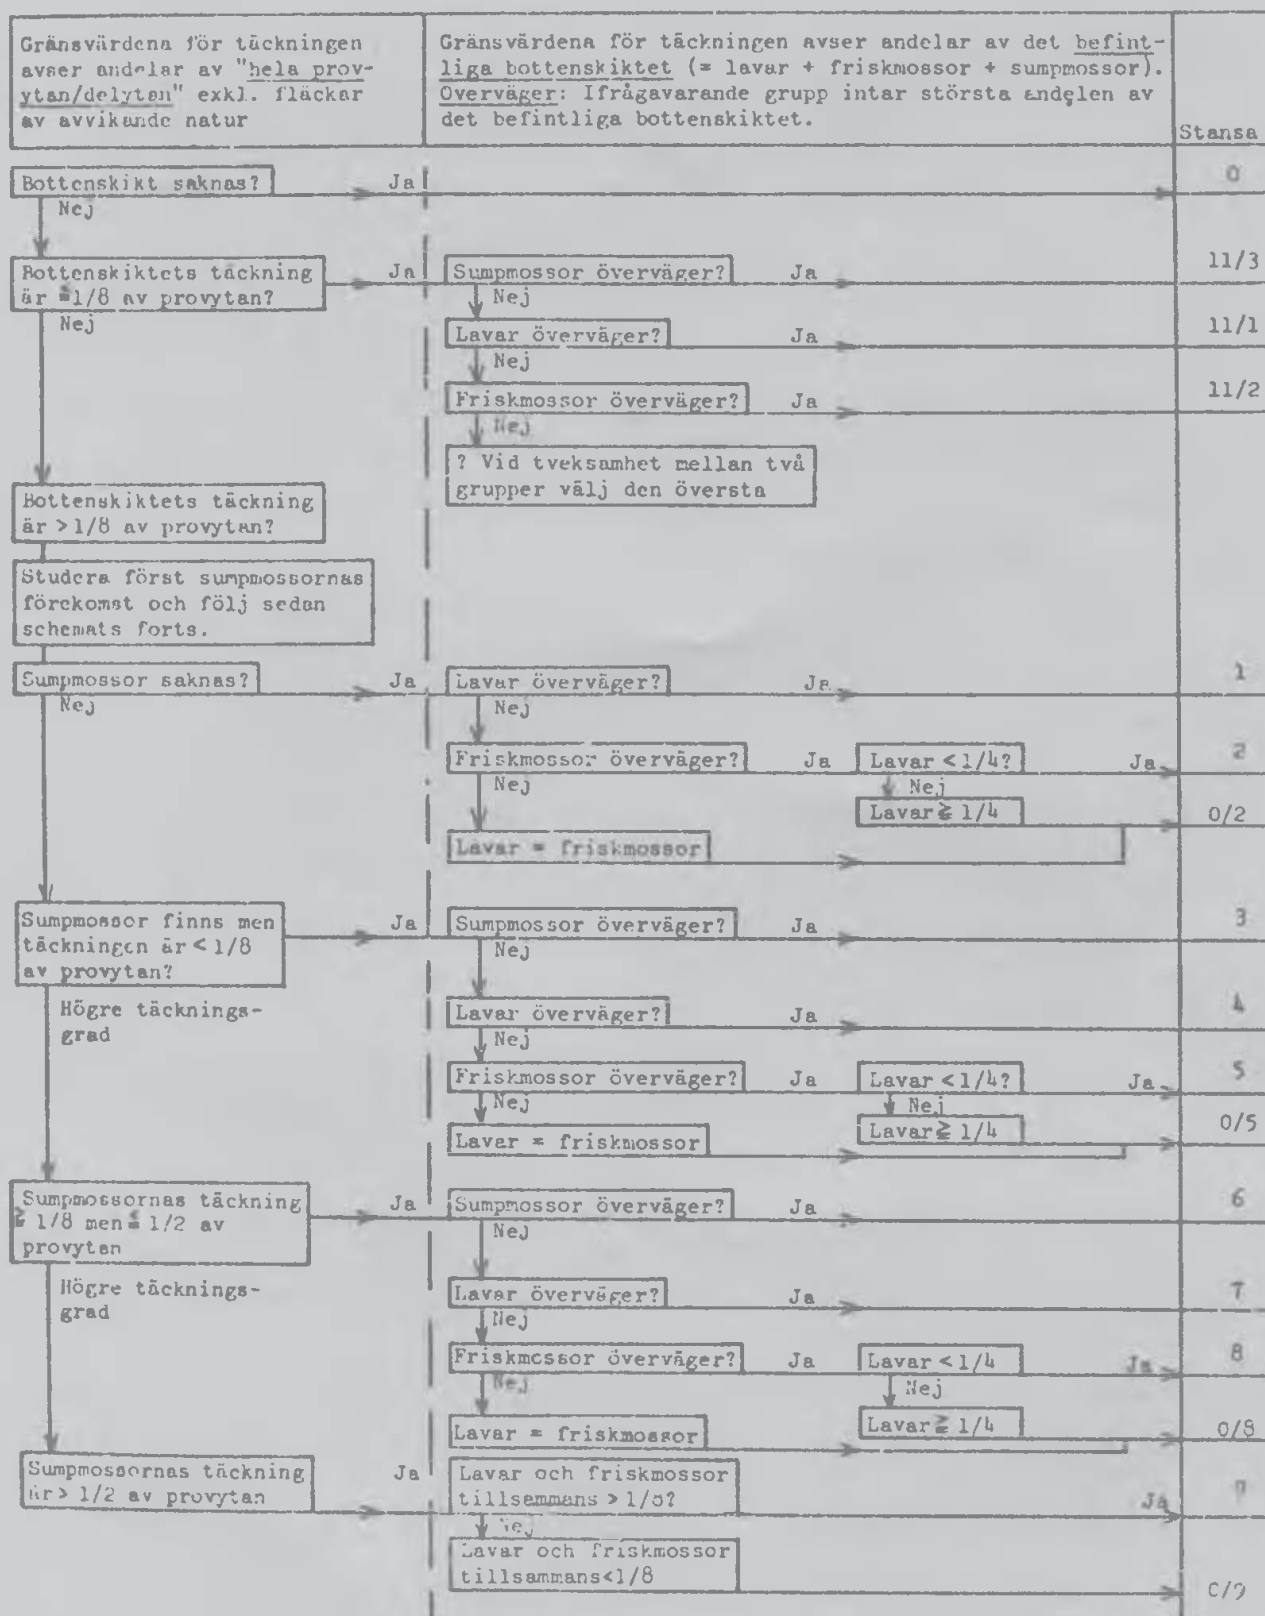 Gränsvärdena för täckningen
avser andelar av "hela prov-
ytan/delytan" exkl. fläckar
av avvikande natur
Gränsvärdena för täckningen avser andelar av det befint-
liga bottenskiktet (= lavar + friskmossor + sumpmossor).
Overväger: Ifrågavarande grupp intar största andelen av
det befintliga bottenskiktet.
Stansa
Bottenskikt saknas? Ja 0
Nej
Bottenskiktets täckning
är ≦1/8 av provytan?
Ja Sumpmossor överväger? Ja 11/3
Nej
Nej
Lavar överväger? Ja 11/1
Nej
Friskmossor överväger? Ja 11/2
Nej
? Vid tveksamhet mellan två
grupper välj den översta
Bottenskiktets täckning
är >1/8 av provytan?
Studera först sumpmossornas
förekomst och följ sedan
schemats forts.
Sumpmossor saknas? Ja Lavar överväger? Ja 1
Nej
Nej
Friskmossor överväger? Ja Lavar <1/4? Ja 2
Nej
Nej
Lavar ≧ 1/4 0/2
Lavar = friskmossor
Sumpmossor finns men
täckningen är < 1/8
av provytan?
Ja Sumpmossor överväger? Ja 3
Nej
Högre täcknings-
grad
Lavar överväger? Ja 4
Nej
Friskmossor överväger? Ja Lavar <1/4? Ja 5
Nej
Nej
Lavar ≧ 1/4 0/5
Lavar = friskmossor
Sumpmossornas täckning
≧ 1/8 men ≦ 1/2 av
provytan
Ja Sumpmossor överväger? Ja 6
Nej
Högre täcknings-
grad
Lavar överväger? Ja 7
Nej
Friskmossor överväger? Ja Lavar <1/4 Ja 8
Nej
Nej
Lavar ≧ 1/4 0/8
Lavar = friskmossor
Sumpmossornas täckning
är> 1/2 av provytan
Ja Lavar och friskmossor
tillsammans > Ja
Nej
Lavar och friskmossor
tillsammans<1/8
0/9